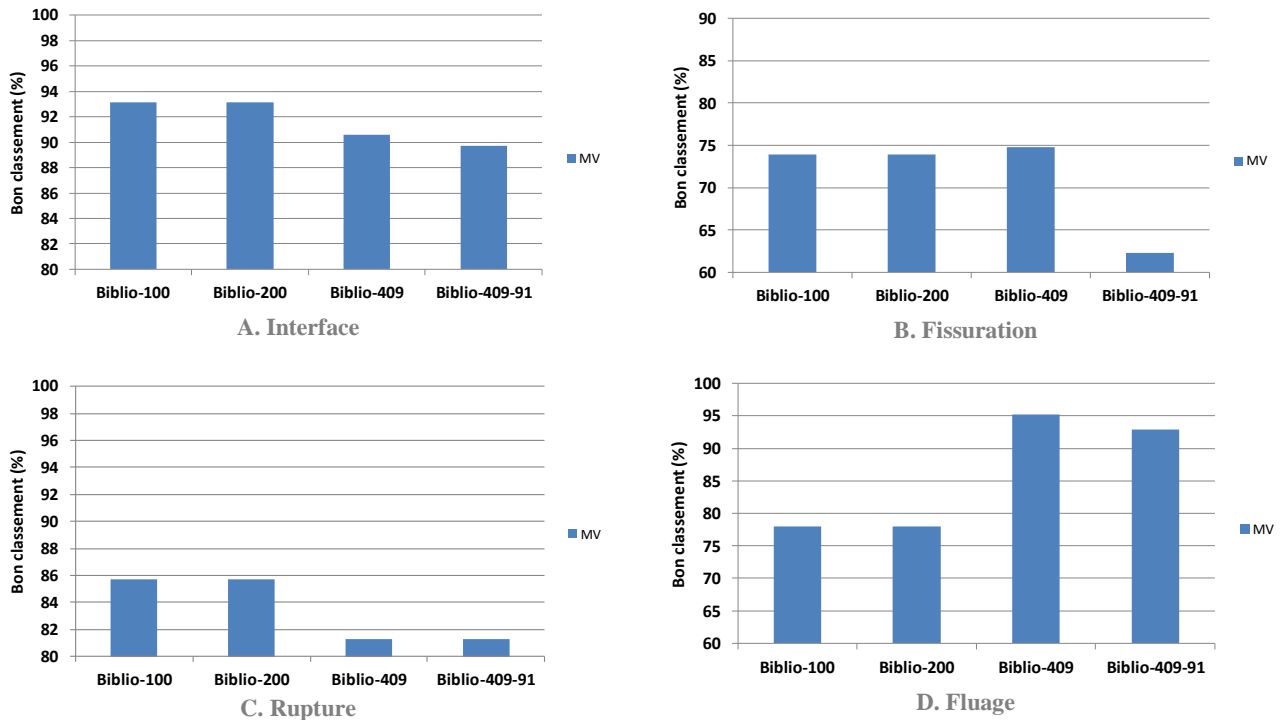 100
98
96
94
92
90
88
86
84
82
80
Bon classement (%)
Biblio-100 Biblio-200 Biblio-409 Biblio-409-91
MV
A. Interface
90
85
80
75
70
65
60
Bon classement (%)
Biblio-100 Biblio-200 Biblio-409 Biblio-409-91
MV
B. Fissuration
100
98
96
94
92
90
88
86
84
82
80
Bon classement (%)
Biblio-100 Biblio-200 Biblio-409 Biblio-409-91
MV
C. Rupture
100
95
90
85
80
75
70
65
60
Bon classement (%)
Biblio-100 Biblio-200 Biblio-409 Biblio-409-91
MV
D. Fluage